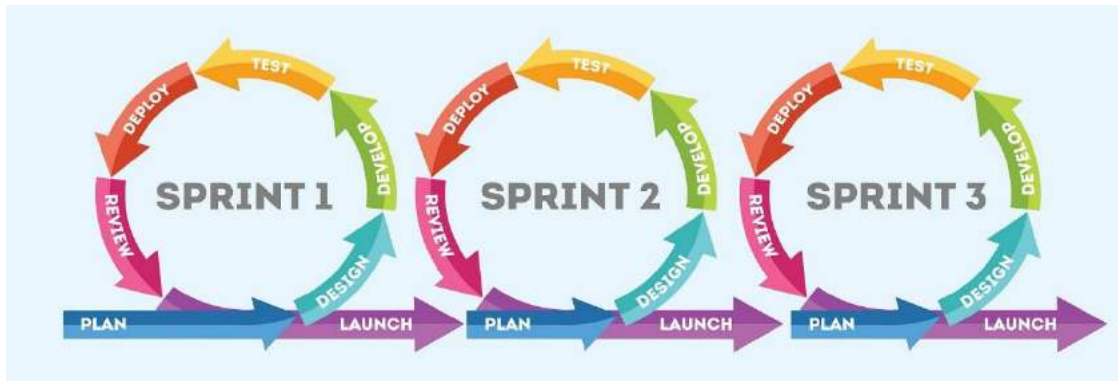 TEST
DEPLOY
DEVELOP
SPRINT 1
REVIEW
DESIGN
PLAN
LAUNCH
TEST
DEPLOY
DEVELOP
SPRINT 2
REVIEW
DESIGN
PLAN
LAUNCH
TEST
DEPLOY
DEVELOP
SPRINT 3
REVIEW
DESIGN
PLAN
LAUNCH